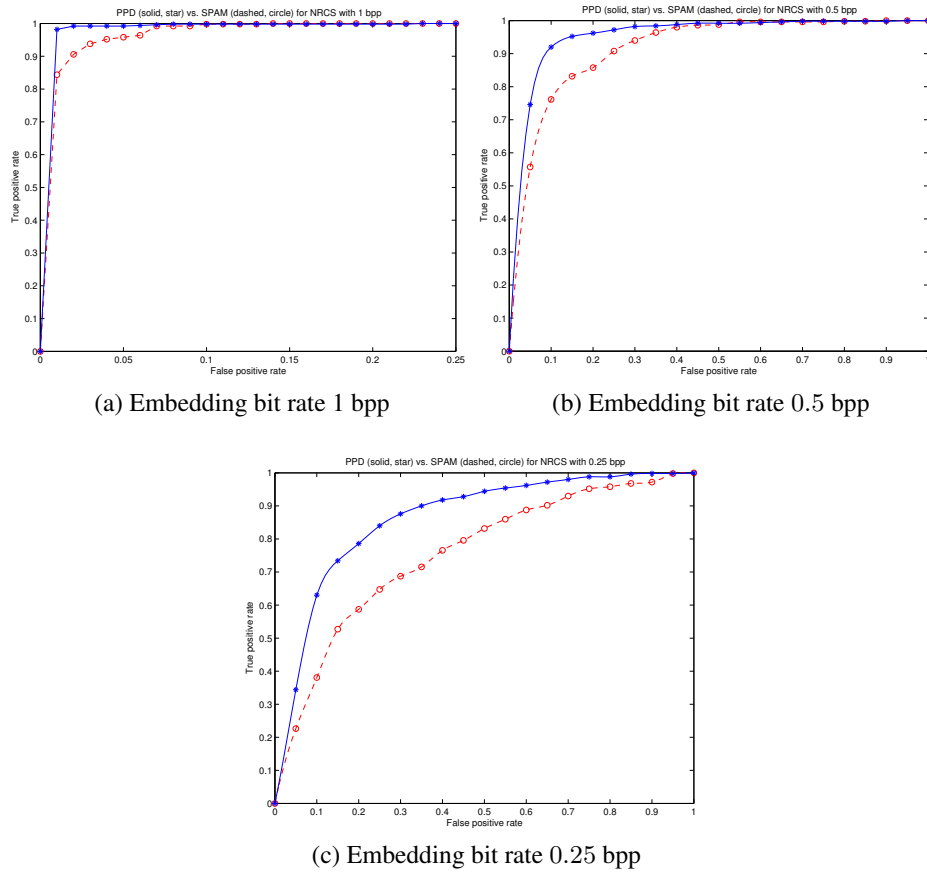 PPD (solid, star) vs. SPAM (dashed, circle) for NRCS with 1 bpp
1
0.9
0.8
0.7
0.6
0.5
0.4
0.3
0.2
0.1
0
True positive rate
0 0.05 0.1 0.15 0.2 0.25
False positive rate
(a) Embedding bit rate 1 bpp
PPD (solid, star) vs. SPAM (dashed, circle) for NRCS with 0.5 bpp
1
0.9
0.8
0.7
0.6
0.5
0.4
0.3
0.2
0.1
0
True positive rate
0 0.1 0.2 0.3 0.4 0.5 0.6 0.7 0.8 0.9 1
False positive rate
(b) Embedding bit rate 0.5 bpp
PPD (solid, star) vs. SPAM (dashed, circle) for NRCS with 0.25 bpp
1
0.9
0.8
0.7
0.6
0.5
0.4
0.3
0.2
0.1
0
True positive rate
0 0.1 0.2 0.3 0.4 0.5 0.6 0.7 0.8 0.9 1
False positive rate
(c) Embedding bit rate 0.25 bpp